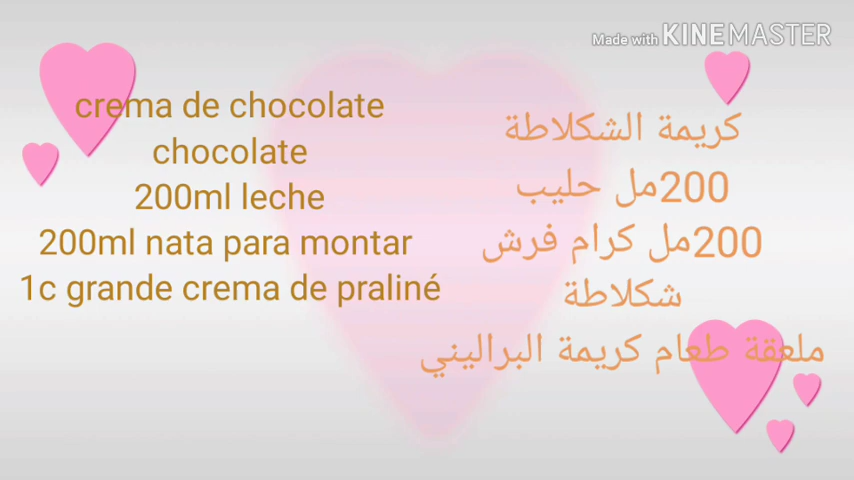 Made with KINEMASTER
crema de chocolate
chocolate
200ml leche
200ml nata para montar
1c grande crema de praliné
كريمة الشكلاطة
200مل حليب
200مل كرام فرش
شكلاطة
ملعقة طعام كريمة البراليني